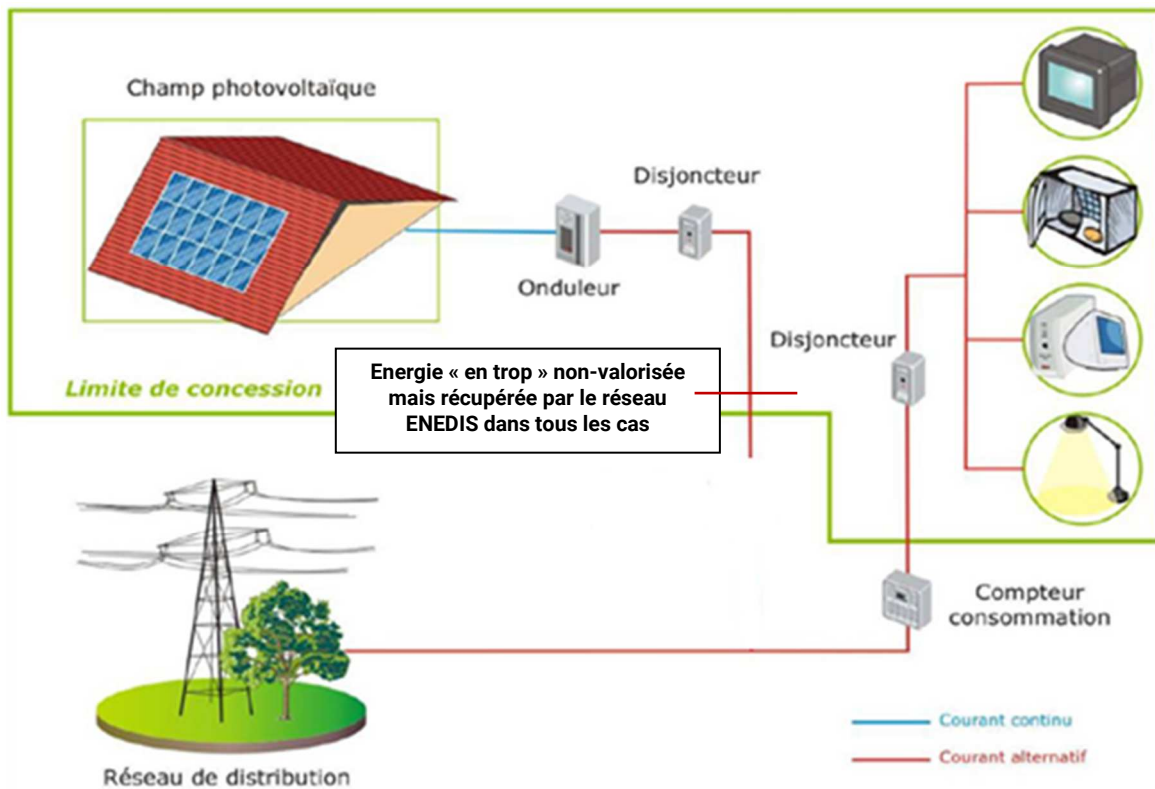 Champ photovoltaïque
Disjoncteur
Onduleur
Disjoncteur
Limite de concession
Energie « en trop » non-valorisée
mais récupérée par le réseau
ENEDIS dans tous les cas
Compteur
consommation
Réseau de distribution
Courant continu
Courant alternatif